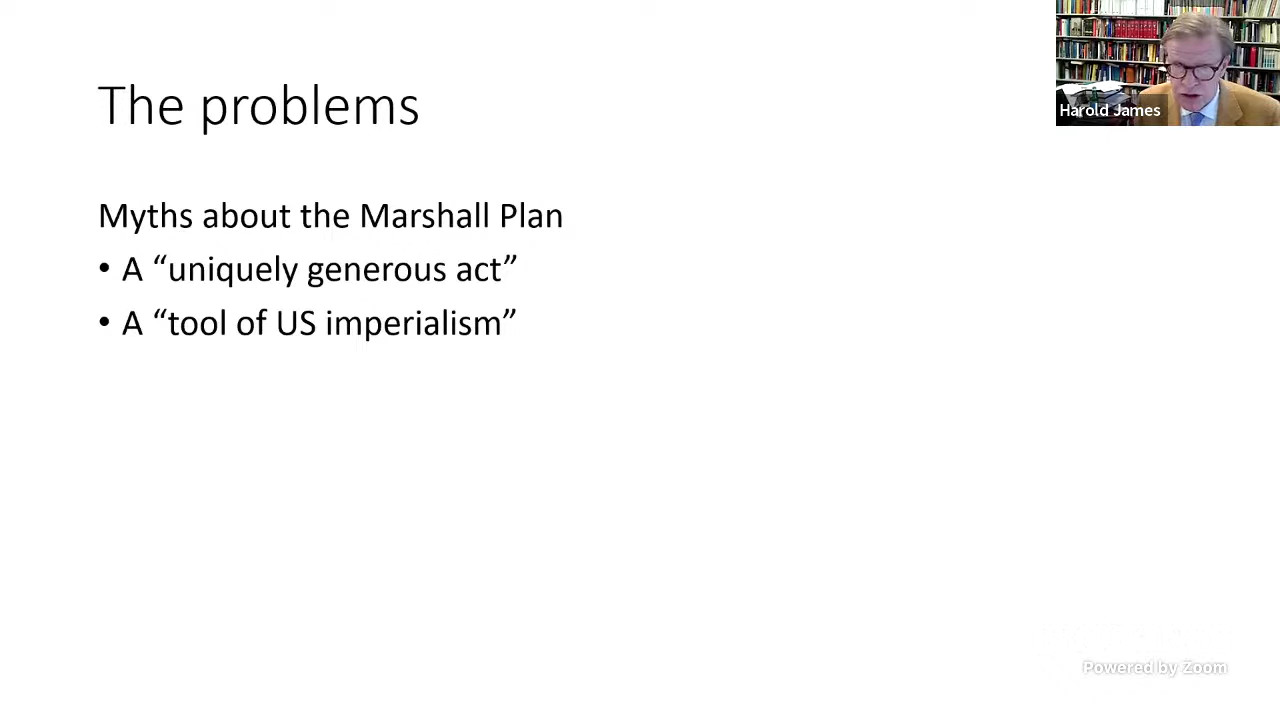 The problems
Harold James
Myths about the Marshall Plan
• A “uniquely generous act”
• A “tool of US imperialism”
Powered by Zoom